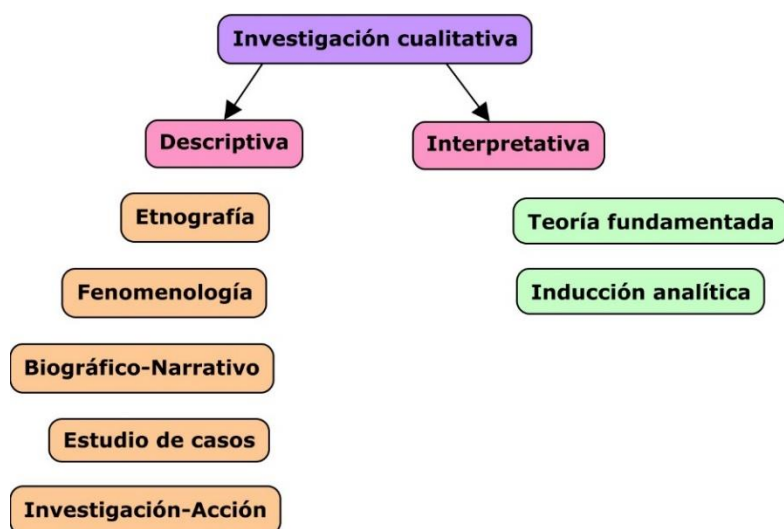 Investigación cualitativa
Descriptiva
Interpretativa
Etnografía
Teoría fundamentada
Fenomenología
Inducción analítica
Biográfico-Narrativo
Estudio de casos
Investigación-Acción